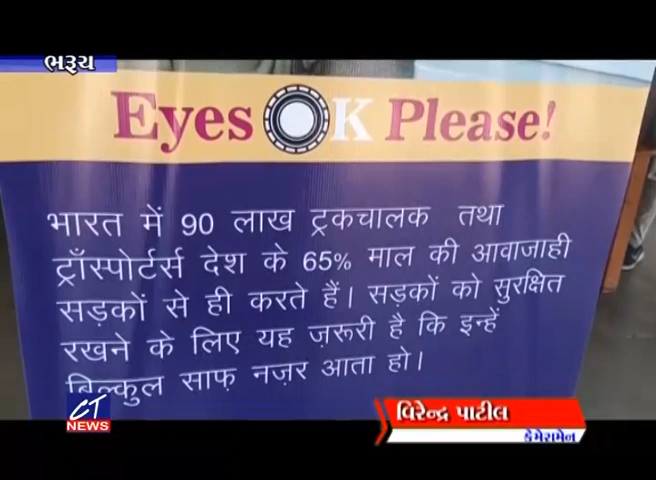 ભરૂચ
Eyes OK Please!
भारत में 90 लाख ट्रकचालक तथा
ट्राँस्पोर्टर्स देश के 65% माल की आवाजाही
सड़कों से ही करते हैं। सड़कों को सुरक्षित
रखने के लिए यह ज़रूरी है कि इन्हें
बिल्कुल साफ़ नज़र आता हो।
CT
NEWS
વિરેન્દ્ર પાટીલ
કેમેરામેન